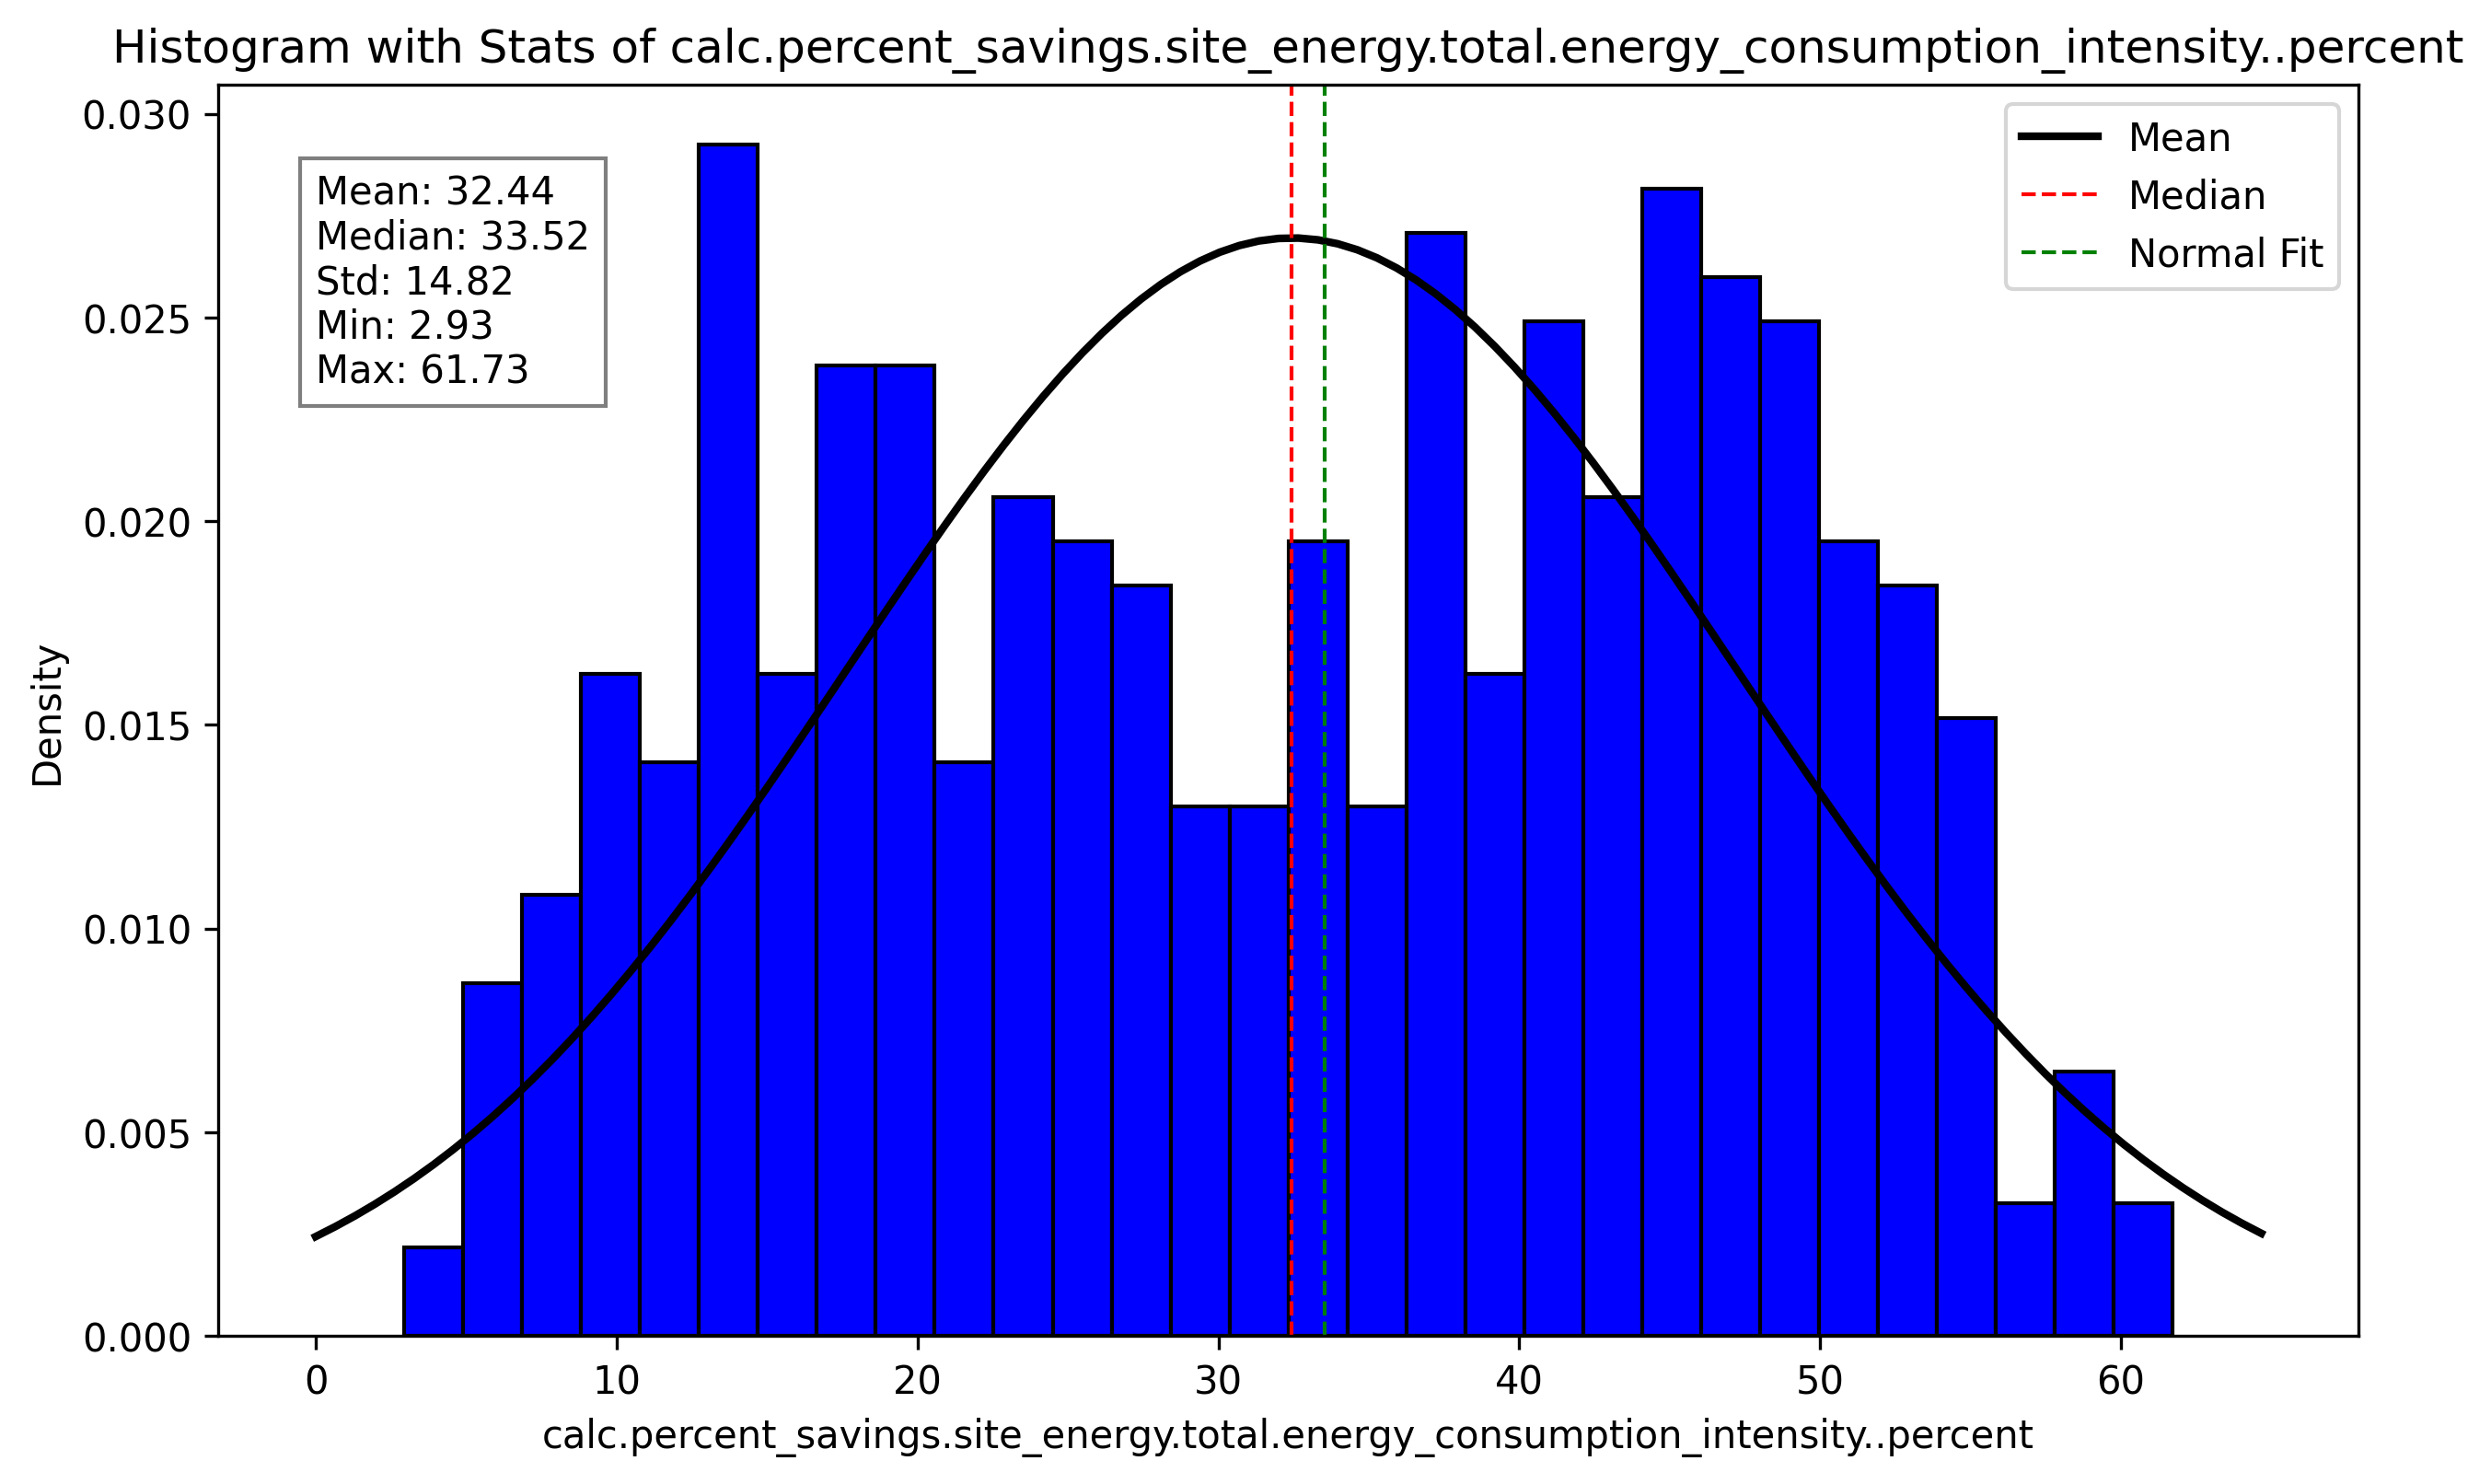 Histogram with Stats of calc.percent_savings.site_energy.total.energy_consumption_intensity..percent
0.030
0.025
0.020
0.015
0.010
0.005
0.000
Density
Mean: 32.44
Median: 33.52
Std: 14.82
Min: 2.93
Max: 61.73
Mean
Median
Normal Fit
0 10 20 30 40 50 60
calc.percent_savings.site_energy.total.energy_consumption_intensity..percent